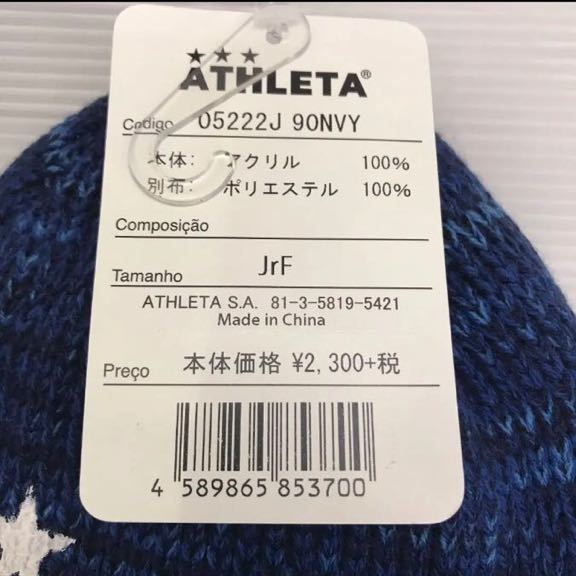 ATHLETA®
Codigo 05222J 90NVY
本体: アクリル 100%
別布: ポリエステル 100%
Composição
Tamanho JrF
ATHLETA S.A. 81-3-5819-5421
Made in China
Preço 本体価格 ¥2,300+税
4 589865 853700